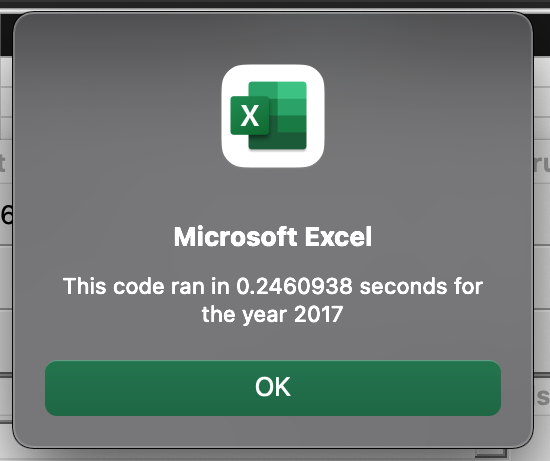 X
Microsoft Excel
This code ran in 0.2460938 seconds for
the year 2017
OK